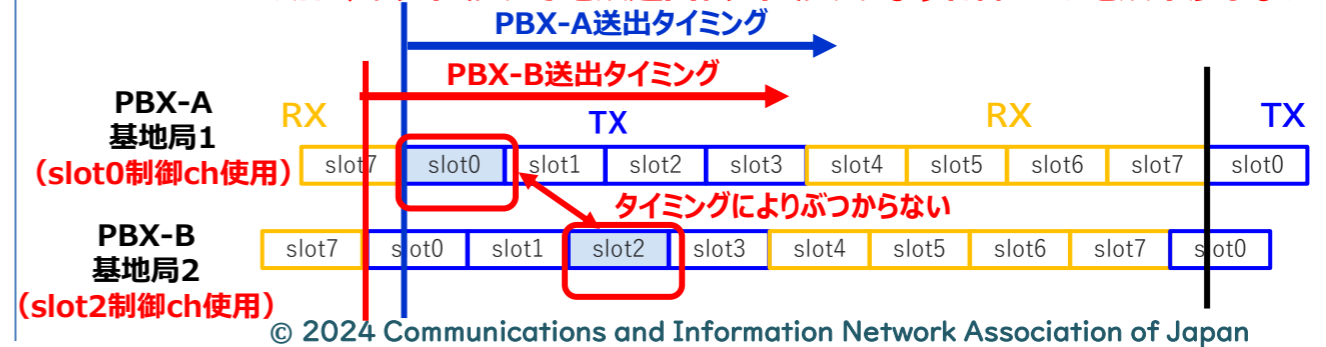 PBX-A送出タイミング
PBX-B送出タイミング
PBX-A
基地局1
(slot0制御ch使用)
RX TX RX TX
slot7 slot0 slot1 slot2 slot3 slot4 slot5 slot6 slot7 slot0
タイミングによりぶつからない
PBX-B
基地局2
(slot2制御ch使用)
slot7 slot0 slot1 slot2 slot3 slot4 slot5 slot6 slot7 slot0
© 2024 Communications and Information Network Association of Japan